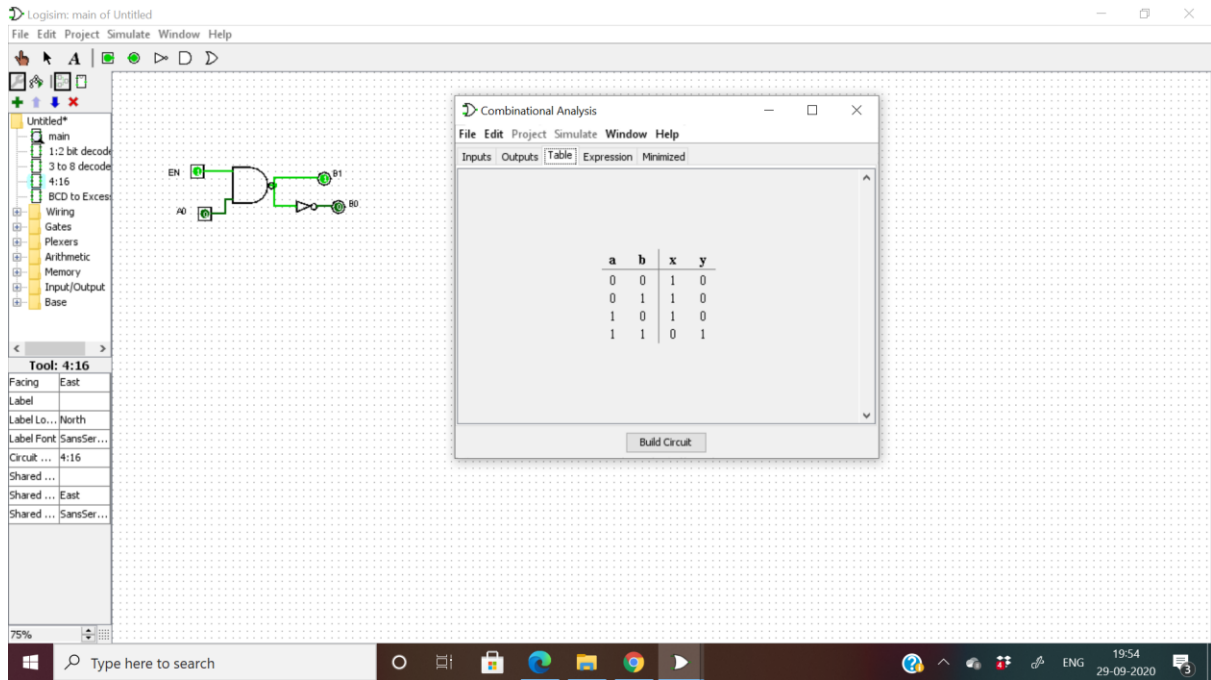 Logisim: main of Untitled
File Edit Project Simulate Window Help
A
Untitled*
main
1:2 bit decode
3 to 8 decode
4:16
BCD to Excess
Wiring
Gates
Plexers
Arithmetic
Memory
Input/Output
Base
Tool: 4:16
Facing East
Label
Label Lo... North
Label Font SansSer...
Circuit ... 4:16
Shared ...
Shared ... East
Shared ... SansSer...
75%
EN B1
A0 B0
Combinational Analysis
File Edit Project Simulate Window Help
Inputs Outputs Table Expression Minimized
a b x y
0 0 1 0
0 1 1 0
1 0 1 0
1 1 0 1
Build Circuit
Type here to search
ENG
19:54
29-09-2020
3